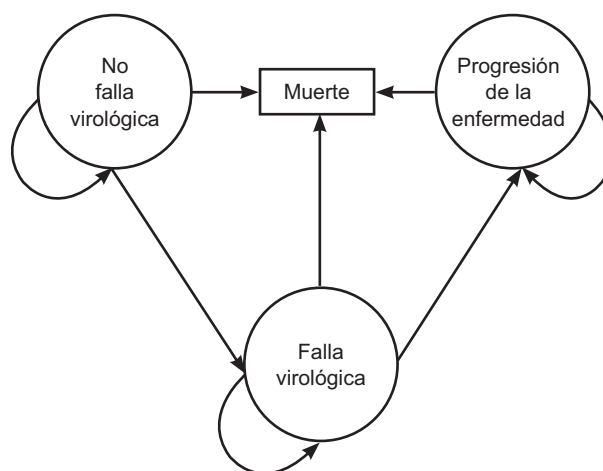 No
falla
virológica
Muerte
Progresión
de la
enfermedad
Falla
virológica